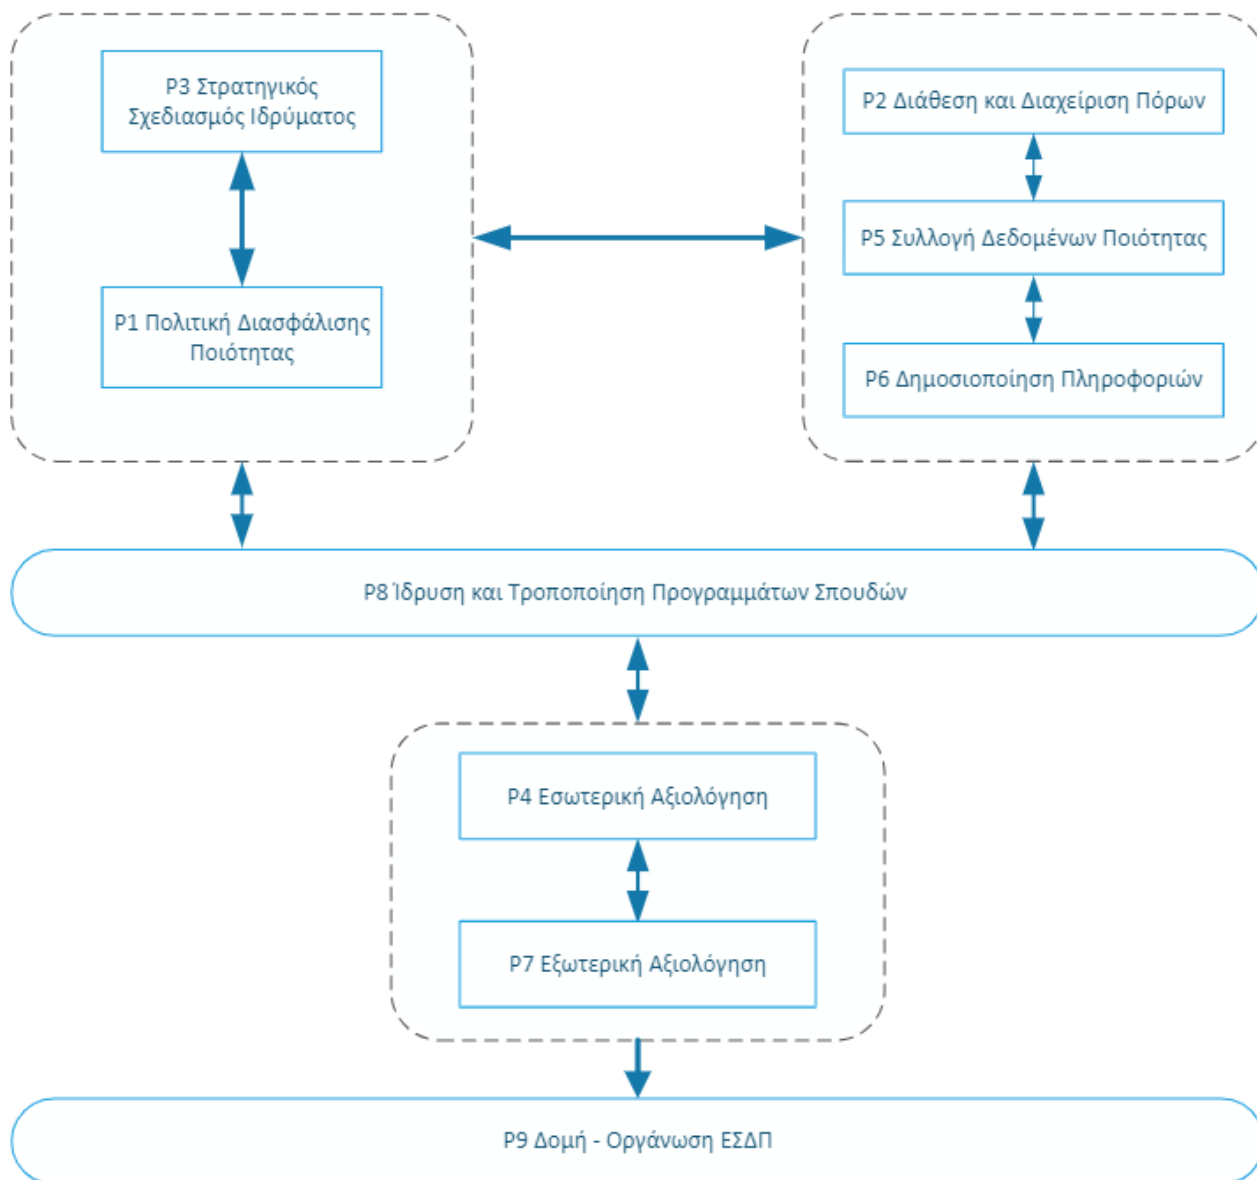 P3 Στρατηγικός
Σχεδιασμός Ιδρύματος
P1 Πολιτική Διασφάλισης
Ποιότητας
P2 Διάθεση και Διαχείριση Πόρων
P5 Συλλογή Δεδομένων Ποιότητας
P6 Δημοσιοποίηση Πληροφοριών
P8 Ίδρυση και Τροποποίηση Προγραμμάτων Σπουδών
P4 Εσωτερική Αξιολόγηση
P7 Εξωτερική Αξιολόγηση
P9 Δομή - Οργάνωση ΕΣΔΠ